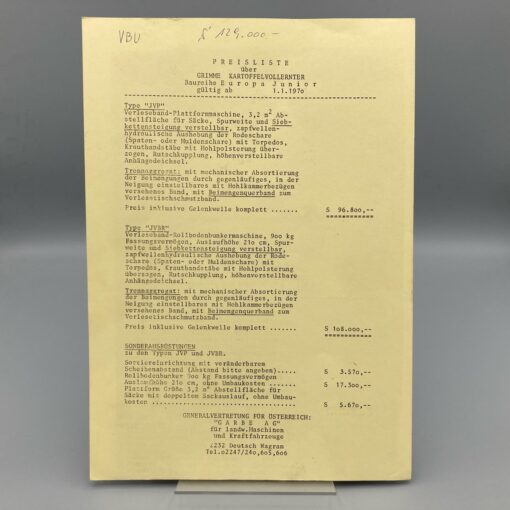 VBU S 129.000.-
PREISLISTE
über
GRIMME KARTOFFELVOLLERNTER
Baureihe Europa Junior
gültig ab 1.1.1970
Type "JVP"
Verleseband-Plattformmaschine, 3,2 m² Ab-
stellfläche für Säcke, Spurweite und Sieb-
kettensteigung verstellbar, zapfwellen-
hydraulische Aushebung der Rodeschare
(Spaten- oder Muldenschare) mit Torpedos,
Krautbandstäbe mit Hohlpolsterung über-
zogen, Rutschkupplung, höhenverstellbare
Anhängedeichsel.
Trennaggregat: mit mechanischer Absortierung
der Beimengungen durch gegenläufiges, in der
Neigung einstellbares mit Hohlkammerbezügen
versehenes Band, mit Beimengenquerband zum
Verlesetischschmutzband.
Preis inklusive Gelenkwelle komplett ....... S 96.800,--
Type "JVBR"
Verleseband-Rollbodenbunkermaschine, 900 kg
Fassungsvermögen, Auslaufhöhe 210 cm, Spur-
weite und Siebkettensteigung verstellbar,
zapfwellenhydraulische Aushebung der Rode-
schare (Spaten- oder Muldenschare) mit
Torpedos, Krautbandstäbe mit Hohlpolsterung
überzogen, Rutschkupplung, höhenverstellbare
Anhängedeichsel.
Trennaggregat: mit mechanischer Absortierung
der Beimengungen durch gegenläufiges, in der
Neigung einstellbares mit Hohlkammerbezügen
versehenes Band, mit Beimengenquerband zum
Verlesetischschmutzband.
Preis inklusive Gelenkwelle komplett ....... S 108.000,--
SONDERAUSRÜSTUNGEN
zu den Typen JVP und JVBR.
Sortiereinrichtung mit veränderbarem
Scheibenabstand (Abstand bitte angeben)..... S 3.570,--
Rollbodenbunker 900 kg Fassungsvermögen
Auslaufhöhe 210 cm, ohne Umbaukosten ....... S 17.300,--
Plattform Größe 3,2 m² Abstellfläche für
Säcke mit doppeltem Sackauslauf, ohne Umbau-
kosten ..................................... S 5.670,--
GENERALVERTRETUNG FÜR ÖSTERREICH:
"GARBE AG"
für landw.Maschinen
und Kraftfahrzeuge
2232 Deutsch Wagram
Tel.02247/240,605,606